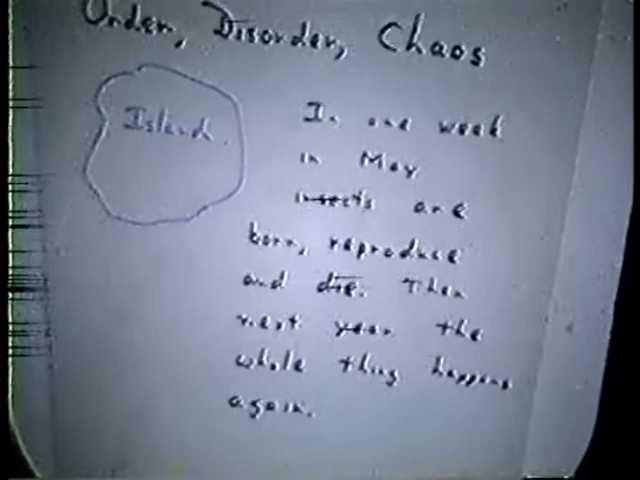 Order, Disorder, Chaos
Island.
In one week
in May
insects are
born, reproduce
and die. Then
next year the
whole thing happens
again.